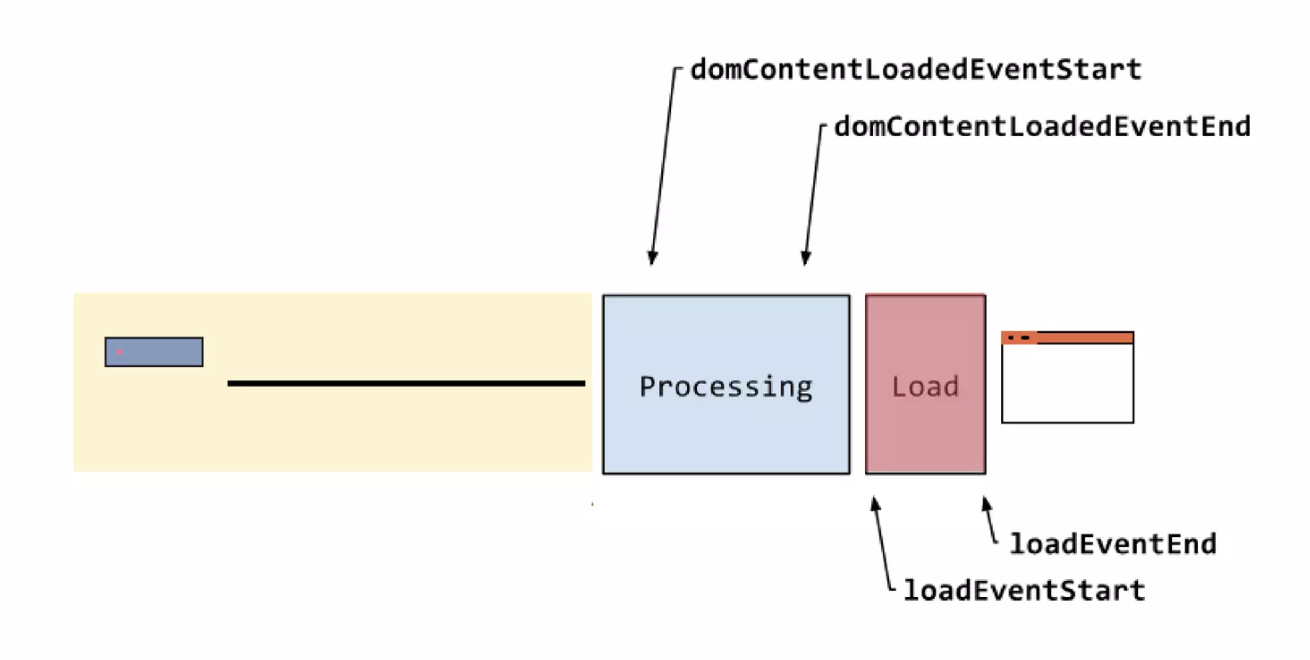 domContentLoadedEventStart
domContentLoadedEventEnd
Processing
Load
loadEventEnd
loadEventStart